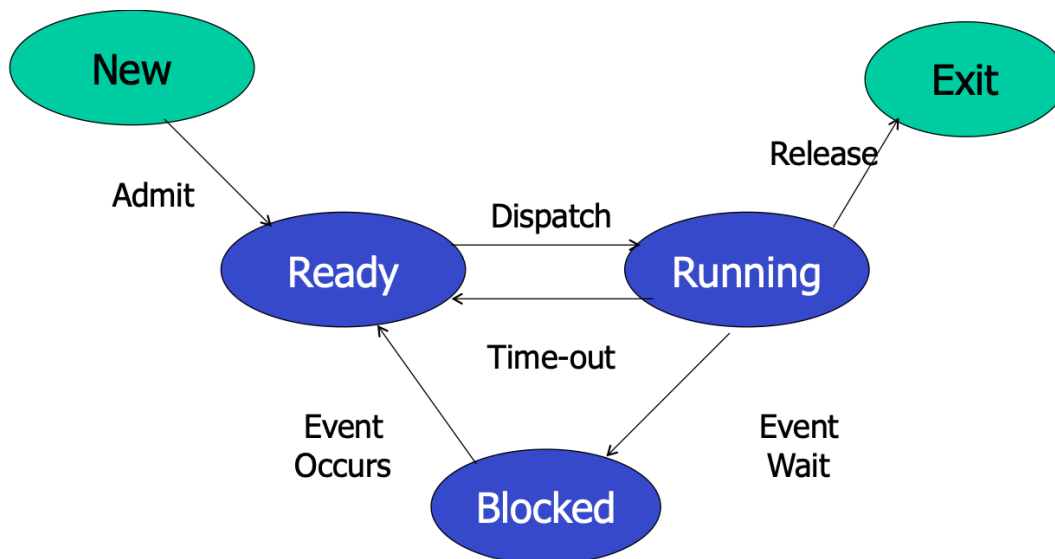 New
Exit
Release
Admit
Dispatch
Ready
Running
Time-out
Event
Occurs
Event
Wait
Blocked